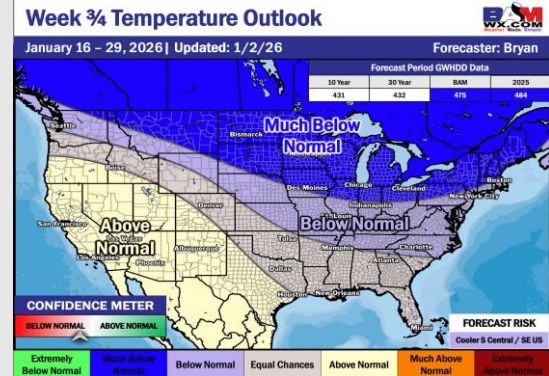 Week ¾ Temperature Outlook
BAM
WX.COM
Weather Made Simple
January 16 – 29, 2026 | Updated: 1/2/26
Forecaster: Bryan
Forecast Period GWHDD Data
10 Year 30 Year BAM 2025
431 432 475 484
Seattle
Bismarck
Much Below
Normal
Boise
Des Moines
Chicago
Cleveland
Boston
New York City
Denver
Indianapolis
St. Louis
Below Normal
San Francisco
Above
Normal
Las Vegas
Los Angeles
Phoenix
Albuquerque
Tulsa
Memphis
Charlotte
Atlanta
Dallas
Houston
New Orleans
Miami
CONFIDENCE METER
BELOW NORMAL ABOVE NORMAL
FORECAST RISK
Cooler S Central / SE US
Extremely
Below Normal
Much Below
Normal
Below Normal
Equal Chances
Above Normal
Much Above
Normal
Extremely
Above Normal